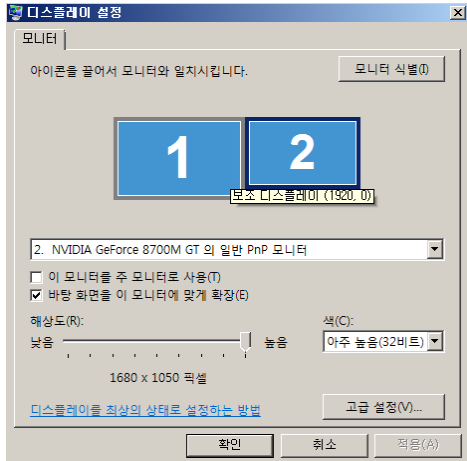 디스플레이 설정
모니터
아이콘을 끌어서 모니터와 일치시킵니다.
모니터 식별(I)
1
2
보조 디스플레이 (1920, 0)
2. NVIDIA GeForce 8700M GT 의 일반 PnP 모니터
이 모니터를 주 모니터로 사용(T)
바탕 화면을 이 모니터에 맞게 확장(E)
해상도(R):
색(C):
낮음
높음
아주 높음(32비트)
1680 x 1050 픽셀
디스플레이를 최상의 상태로 설정하는 방법
고급 설정(V)...
확인
취소
적용(A)